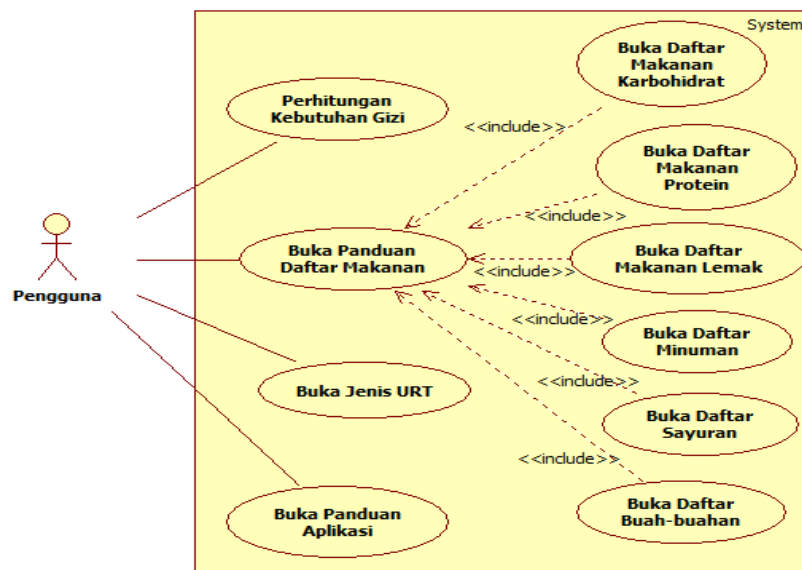 System
Buka Daftar
Makanan
Karbohidrat
Perhitungan
Kebutuhan Gizi
<<include>>
Buka Daftar
Makanan
Protein
<<include>>
Buka Panduan
Daftar Makanan
Buka Daftar
Makanan Lemak
<<include>>
Pengguna
<<include>>
Buka Daftar
Minuman
Buka Jenis URT
<<include>>
Buka Daftar
Sayuran
<<include>>
Buka Panduan
Aplikasi
Buka Daftar
Buah-buahan